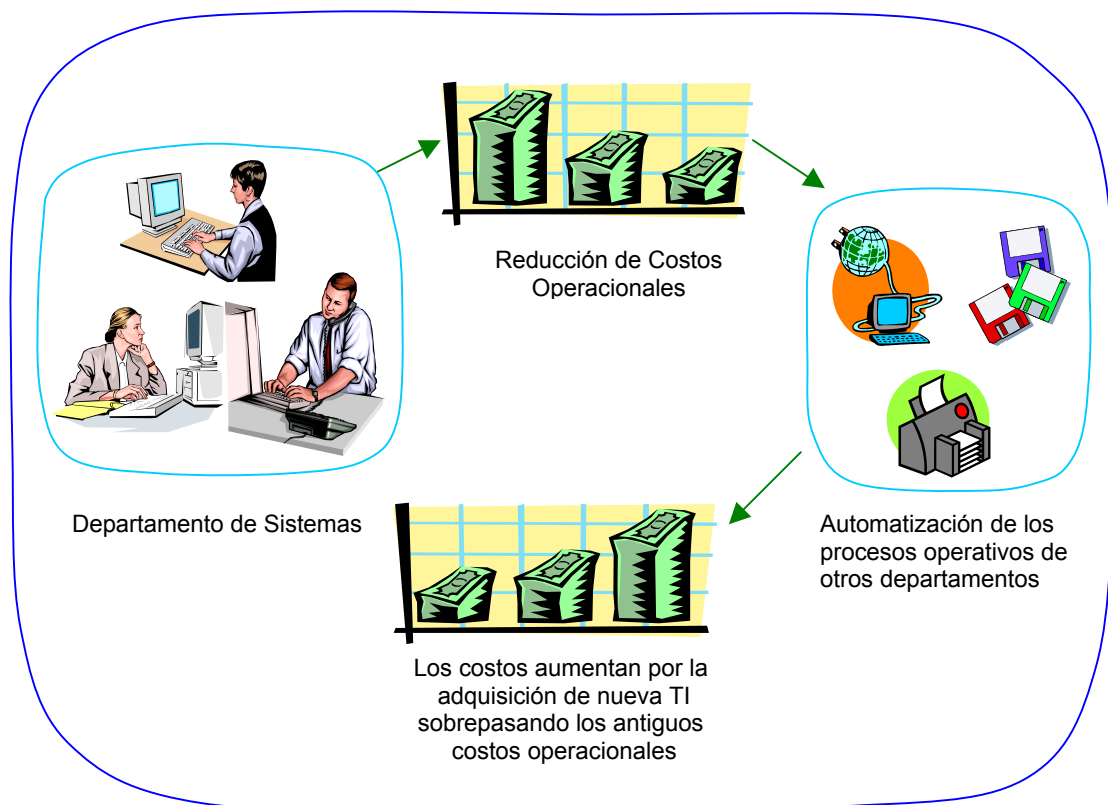 Reducción de Costos
Operacionales
Departamento de Sistemas
Automatización de los
procesos operativos de
otros departamentos
Los costos aumentan por la
adquisición de nueva TI
sobrepasando los antiguos
costos operacionales